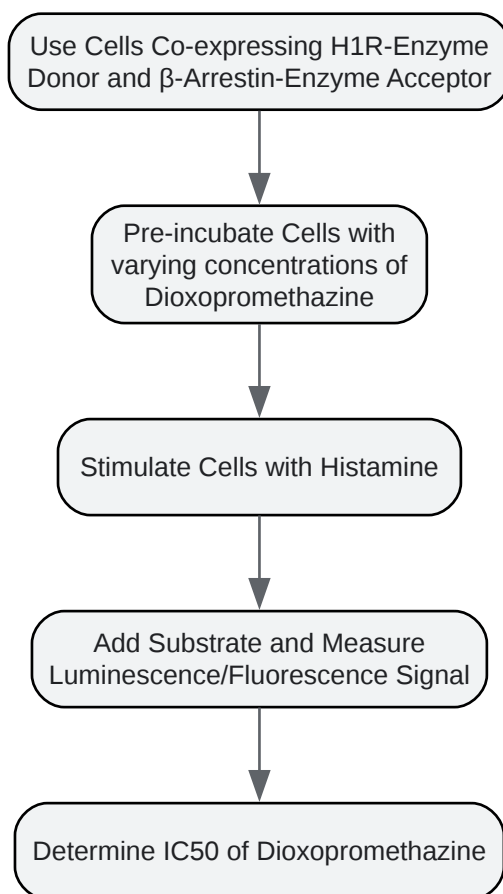 Use Cells Co-expressing H1R-Enzyme
Donor and β-Arrestin-Enzyme Acceptor
Pre-incubate Cells with
varying concentrations of
Dioxopromethazine
Stimulate Cells with Histamine
Add Substrate and Measure
Luminescence/Fluorescence Signal
Determine IC50 of Dioxopromethazine